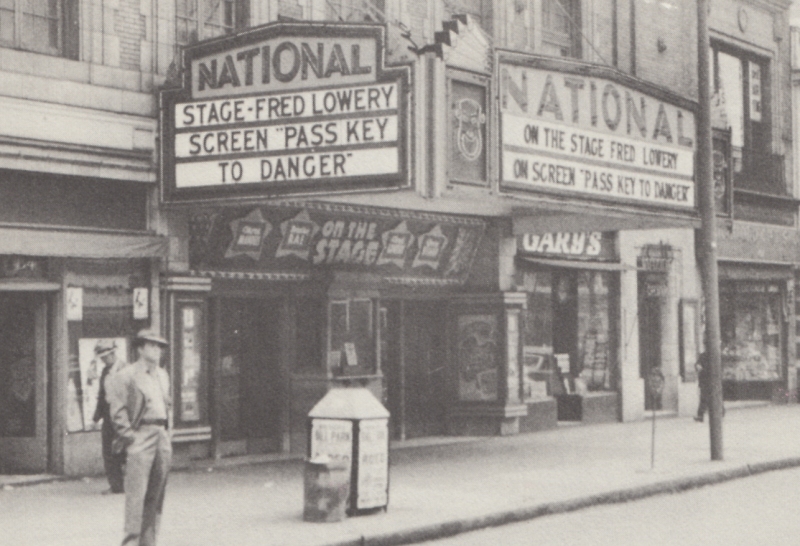 NATIONAL
STAGE-FRED LOWERY
SCREEN "PASS KEY
TO DANGER"
NATIONAL
ON THE STAGE FRED LOWERY
ON SCREEN "PASS KEY TO DANGER"
ON THE
STAGE
GARY'S